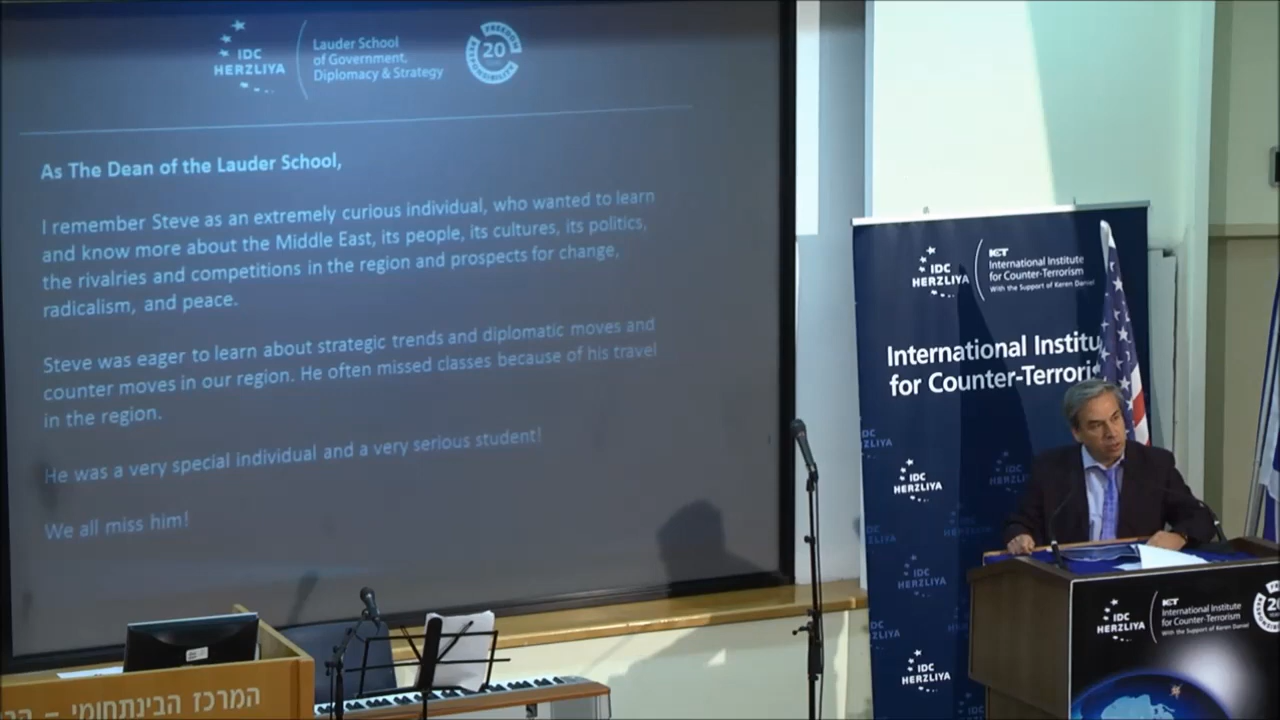 IDC
HERZLIYA
Lauder School
of Government,
Diplomacy & Strategy
FREEDOM
20
RESPONSIBILITY
As The Dean of the Lauder School,
I remember Steve as an extremely curious individual, who wanted to learn
and know more about the Middle East, its people, its cultures, its politics,
the rivalries and competitions in the region and prospects for change,
radicalism, and peace.
Steve was eager to learn about strategic trends and diplomatic moves and
counter moves in our region. He often missed classes because of his travel
in the region.
He was a very special individual and a very serious student!
We all miss him!
IDC
HERZLIYA
ICT
International Institute
for Counter-Terrorism
With the Support of Keren Daniel
International Institu
for Counter-Terroris
IDC
HERZLIYA
IDC
HERZLIYA
IDC
HERZLIYA
IDC
HERZLIYA
IDC
HERZLIYA
ICT
International Institute
for Counter-Terrorism
With the Support of Keren Daniel
20
המרכז הבינתחומי –